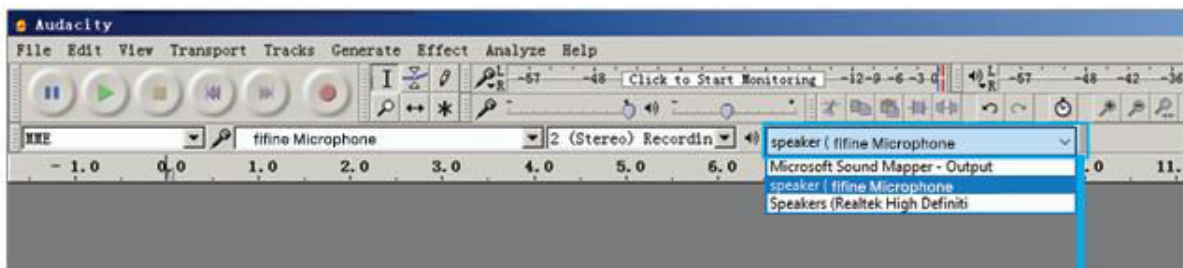 Audacity
File Edit View Transport Tracks Generate Effect Analyze Help
L R -57 -48 Click to Start Monitoring -12 -9 -6 -3 0 L R -57 -48 -42 -36
MME fifine Microphone 2 (Stereo) Recordin speaker ( fifine Microphone
- 1.0 0.0 1.0 2.0 3.0 4.0 5.0 6.0 .0 11.
Microsoft Sound Mapper - Output
speaker ( fifine Microphone
Speakers (Realtek High Definiti